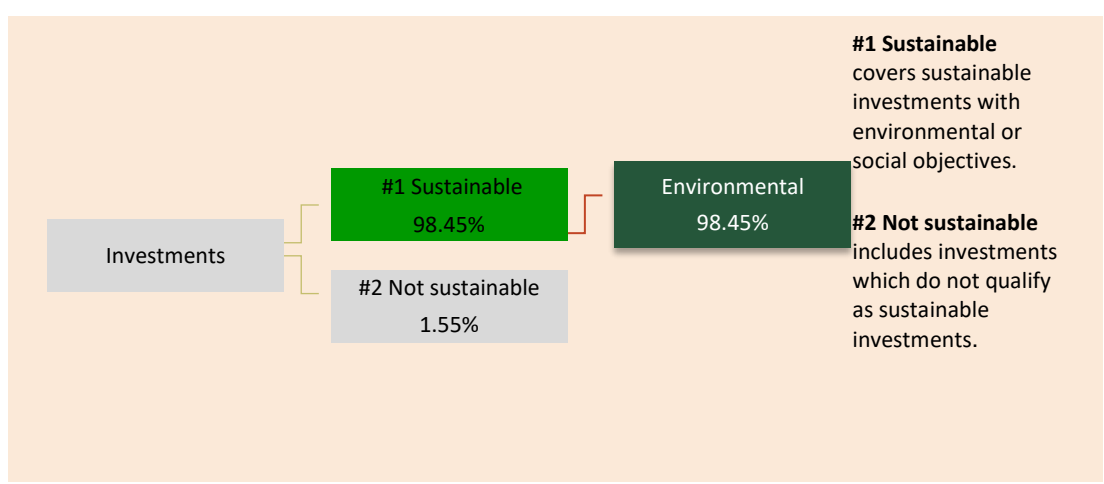 Investments
#1 Sustainable
98.45%
#2 Not sustainable
1.55%
Environmental
98.45%
#1 Sustainable
covers sustainable
investments with
environmental or
social objectives.
#2 Not sustainable
includes investments
which do not qualify
as sustainable
investments.